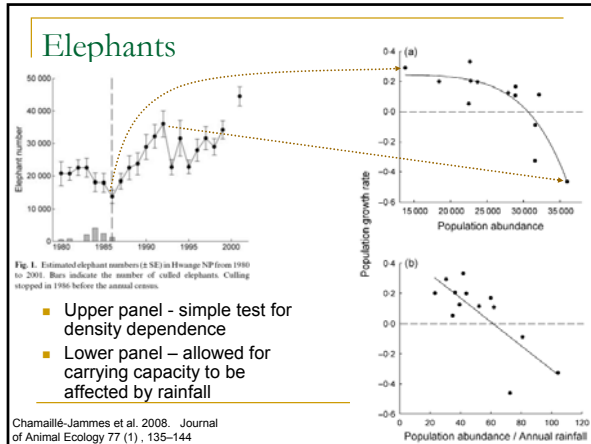 Elephants
50 000
40 000
30 000
20 000
10 000
0
Elephant number
1980
1985
1990
1995
2000
Fig. 1. Estimated elephant numbers (± SE) in Hwange NP from 1980
to 2001. Bars indicate the number of culled elephants. Culling
stopped in 1986 before the annual census.
Upper panel - simple test for
density dependence
Lower panel – allowed for
carrying capacity to be
affected by rainfall
Chamaillé-Jammes et al. 2008. Journal
of Animal Ecology 77 (1) , 135–144
(a)
0·4
0·2
0·0
−0·2
−0·4
−0·6
15 000
20 000
25 000
30 000
35 000
Population abundance
Population growth rate
(b)
0·4
0·2
0·0
−0·2
−0·4
−0·6
20
40
60
80
100
120
Population abundance / Annual rainfall